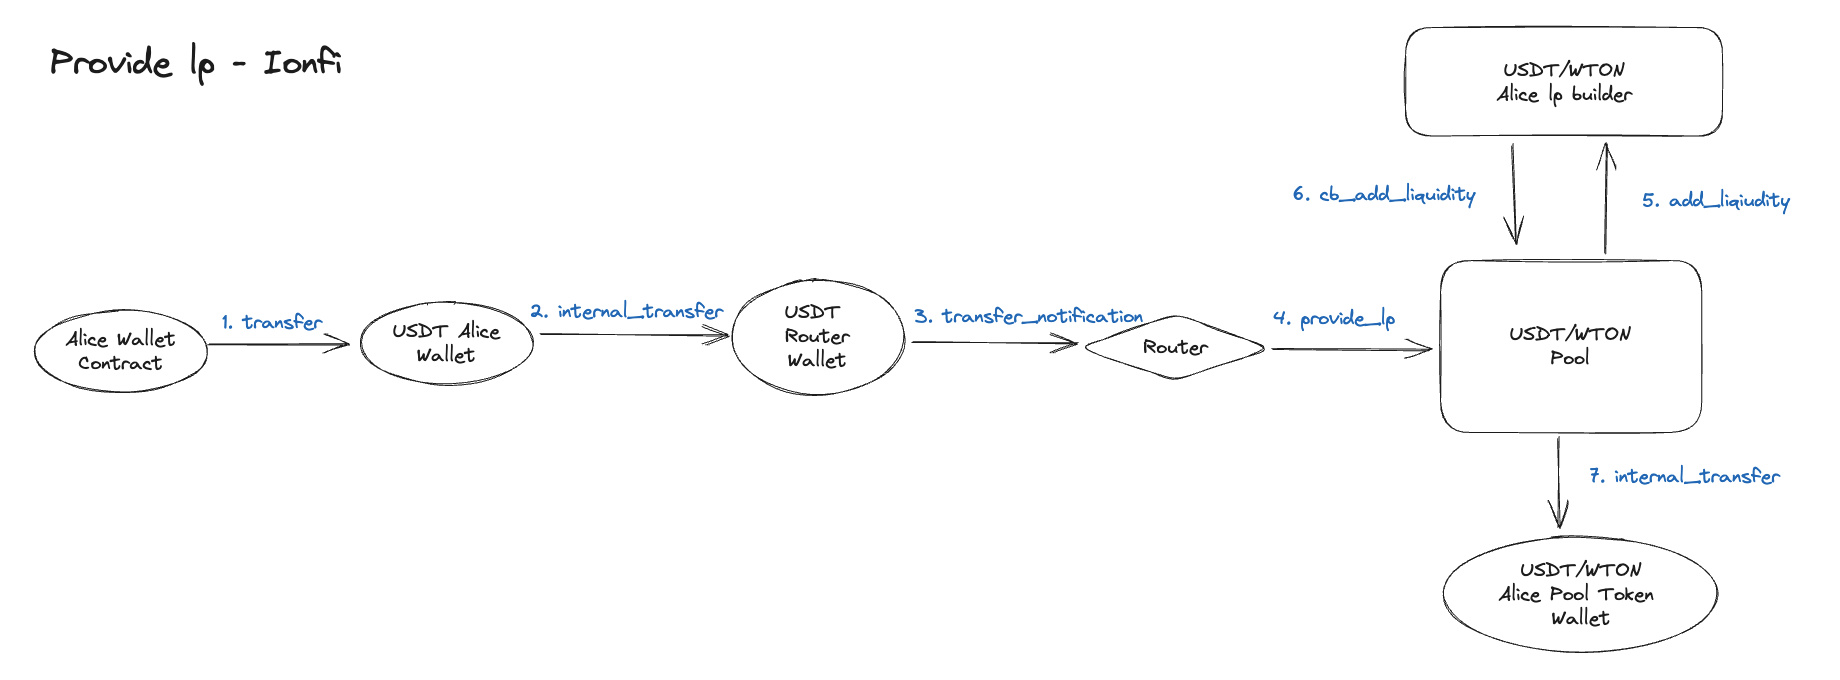 Provide lp - Ionfi
USDT/WTON
Alice lp builder
6. cb_add_liquidity
5. add_liqiudity
Alice Wallet
Contract
1. transfer
USDT Alice
Wallet
2. internal_transfer
USDT
Router
Wallet
3. transfer_notification
Router
4. provide_lp
USDT/WTON
Pool
7. internal_transfer
USDT/WTON
Alice Pool Token
Wallet